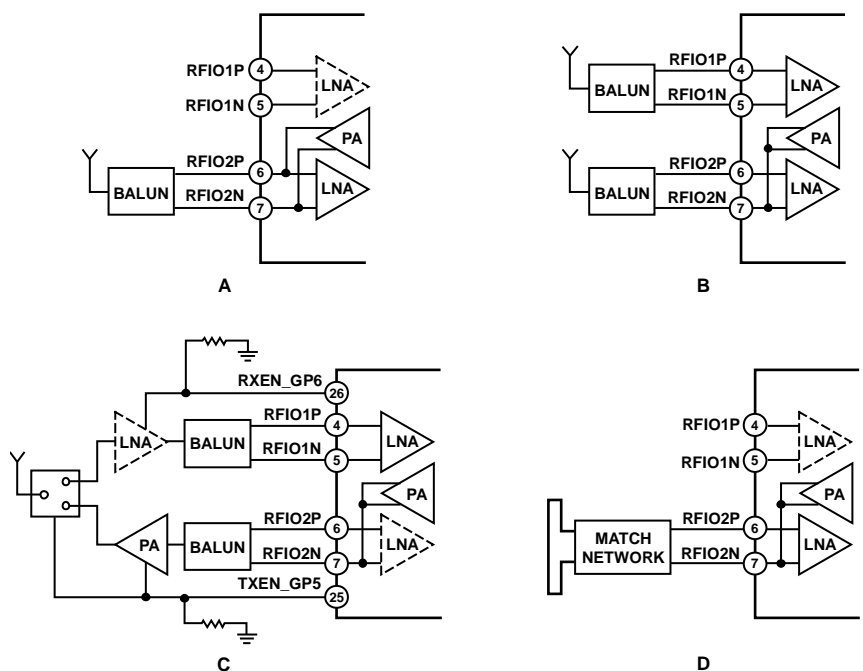 RFIO1P 4
LNA
RFIO1N 5
PA
RFIO2P 6
BALUN
LNA
RFIO2N 7
A
RFIO1P 4
BALUN
LNA
RFIO1N 5
PA
RFIO2P 6
BALUN
LNA
RFIO2N 7
B
RXEN_GP6 26
RFIO1P 4
LNA
BALUN
LNA
RFIO1N 5
PA
RFIO2P 6
PA
BALUN
LNA
RFIO2N 7
TXEN_GP5 25
C
RFIO1P 4
LNA
RFIO1N 5
PA
RFIO2P 6
MATCH
NETWORK
LNA
RFIO2N 7
D